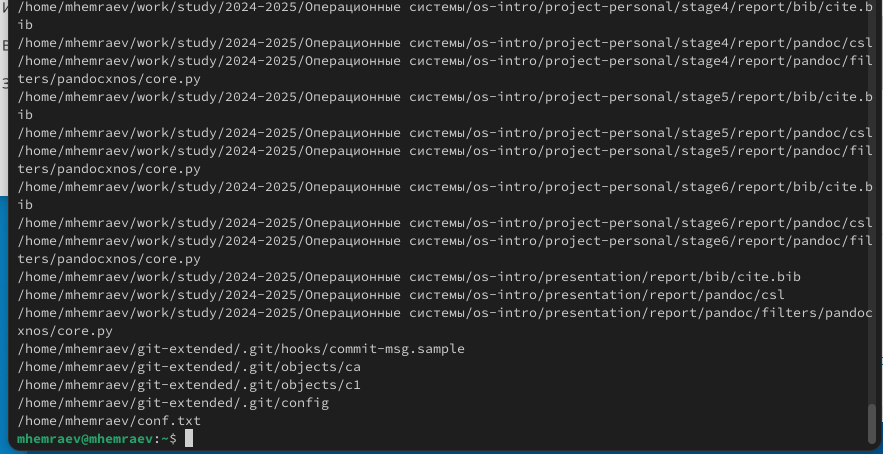 /home/mhemraev/work/study/2024-2025/Операционные системы/os-intro/project-personal/stage4/report/bib/cite.b
ib
/home/mhemraev/work/study/2024-2025/Операционные системы/os-intro/project-personal/stage4/report/pandoc/csl
/home/mhemraev/work/study/2024-2025/Операционные системы/os-intro/project-personal/stage4/report/pandoc/fil
ters/pandocxnos/core.py
/home/mhemraev/work/study/2024-2025/Операционные системы/os-intro/project-personal/stage5/report/bib/cite.b
ib
/home/mhemraev/work/study/2024-2025/Операционные системы/os-intro/project-personal/stage5/report/pandoc/csl
/home/mhemraev/work/study/2024-2025/Операционные системы/os-intro/project-personal/stage5/report/pandoc/fil
ters/pandocxnos/core.py
/home/mhemraev/work/study/2024-2025/Операционные системы/os-intro/project-personal/stage6/report/bib/cite.b
ib
/home/mhemraev/work/study/2024-2025/Операционные системы/os-intro/project-personal/stage6/report/pandoc/csl
/home/mhemraev/work/study/2024-2025/Операционные системы/os-intro/project-personal/stage6/report/pandoc/fil
ters/pandocxnos/core.py
/home/mhemraev/work/study/2024-2025/Операционные системы/os-intro/presentation/report/bib/cite.bib
/home/mhemraev/work/study/2024-2025/Операционные системы/os-intro/presentation/report/pandoc/csl
/home/mhemraev/work/study/2024-2025/Операционные системы/os-intro/presentation/report/pandoc/filters/pandoc
xnos/core.py
/home/mhemraev/git-extended/.git/hooks/commit-msg.sample
/home/mhemraev/git-extended/.git/objects/ca
/home/mhemraev/git-extended/.git/objects/c1
/home/mhemraev/git-extended/.git/config
/home/mhemraev/conf.txt
mhemraev@mhemraev:~$